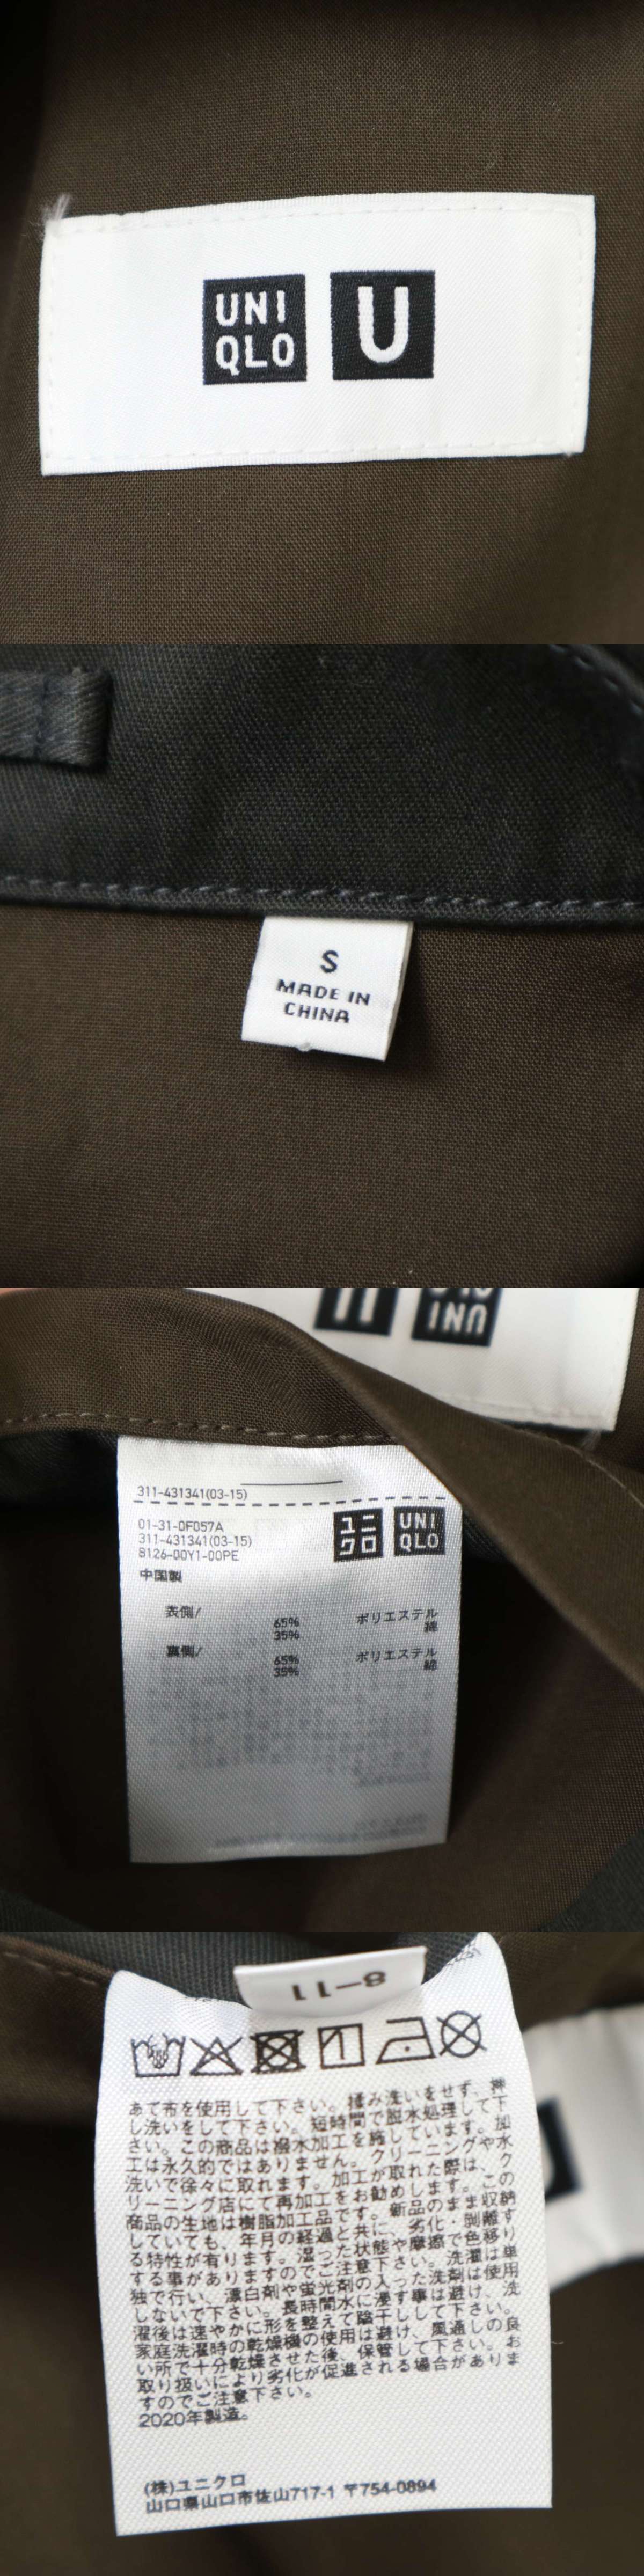 UNI
QLO
U
S
MADE IN
CHINA
UNI
311-431341(03-15)
01-31-0F057A
311-431341(03-15)
8126-00Y1-00PE
ユニ
クロ
UNI
QLO
中国製
表側/
65% ポリエステル
35% 綿
裏側/
65% ポリエステル
35% 綿
8-11
あて布を使用して下さい。揉み洗いをせず、押
し洗いをして下さい。短時間で脱水処理して下
さい。この商品は撥水加工を施しています。加
工は永久的ではありません。クリーニングや水
洗いで徐々に取れます。加工が取れた際は、ク
リーニング店にて再加工をお勧めします。この
商品の生地は樹脂加工品です。新品のまま収納
していても、年月の経過と共に、劣化・剥離す
る特性が有ります。湿った状態や摩擦で色移り
する事がありますのでご注意下さい。洗濯は単
独で行い、漂白剤や蛍光剤の入った洗剤は使用
しないで下さい。長時間水に浸す事は避け、洗
濯後は速やかに形を整えて陰干しして下さい。
家庭洗濯時の乾燥機の使用は避け、風通しの良
い所で十分乾燥させた後、保管して下さい。お
取り扱いにより劣化が促進される場合がありま
すのでご注意下さい。
2020年製造。
(株)ユニクロ
山口県山口市佐山717-1 〒754-0894